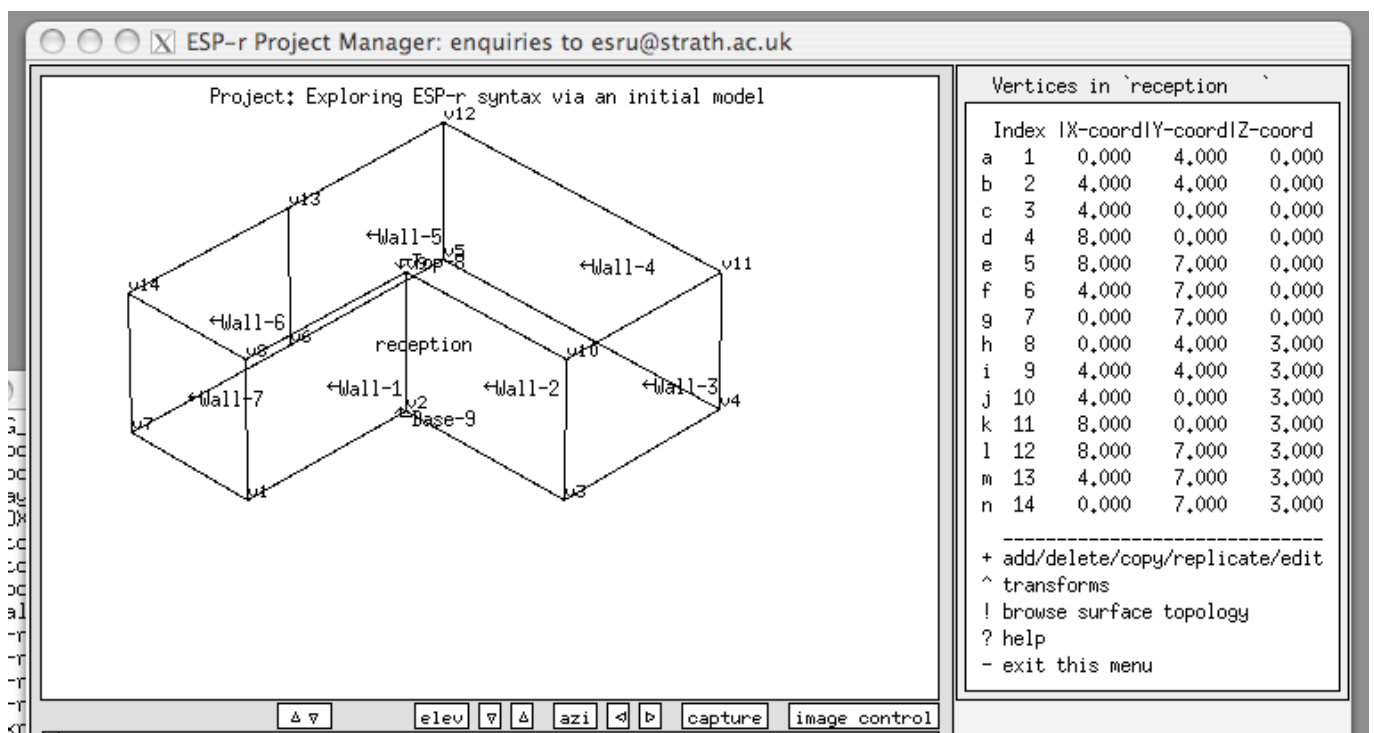 ESP-r Project Manager: enquiries to esru@strath.ac.uk
Project: Exploring ESP-r syntax via an initial model
v12
v13
←Wall-5
v5
Top-8
←Wall-4
v11
v14
←Wall-6
v6
v8
reception
v10
←Wall-7
←Wall-1
←Wall-2
←Wall-3
v2
v4
Base-9
v7
v1
v3
elev
azi
capture
image control
Vertices in `reception `
Index |X-coord|Y-coord|Z-coord
a 1 0.000 4.000 0.000
b 2 4.000 4.000 0.000
c 3 4.000 0.000 0.000
d 4 8.000 0.000 0.000
e 5 8.000 7.000 0.000
f 6 4.000 7.000 0.000
g 7 0.000 7.000 0.000
h 8 0.000 4.000 3.000
i 9 4.000 4.000 3.000
j 10 4.000 0.000 3.000
k 11 8.000 0.000 3.000
l 12 8.000 7.000 3.000
m 13 4.000 7.000 3.000
n 14 0.000 7.000 3.000
+ add/delete/copy/replicate/edit
^ transforms
! browse surface topology
? help
- exit this menu